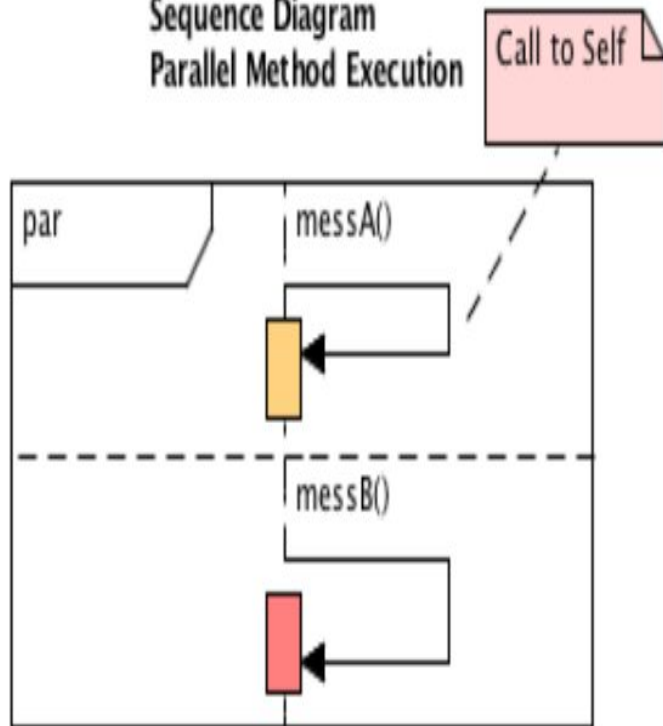 Sequence Diagram
Parallel Method Execution
Call to Self
par
messA()
messB()